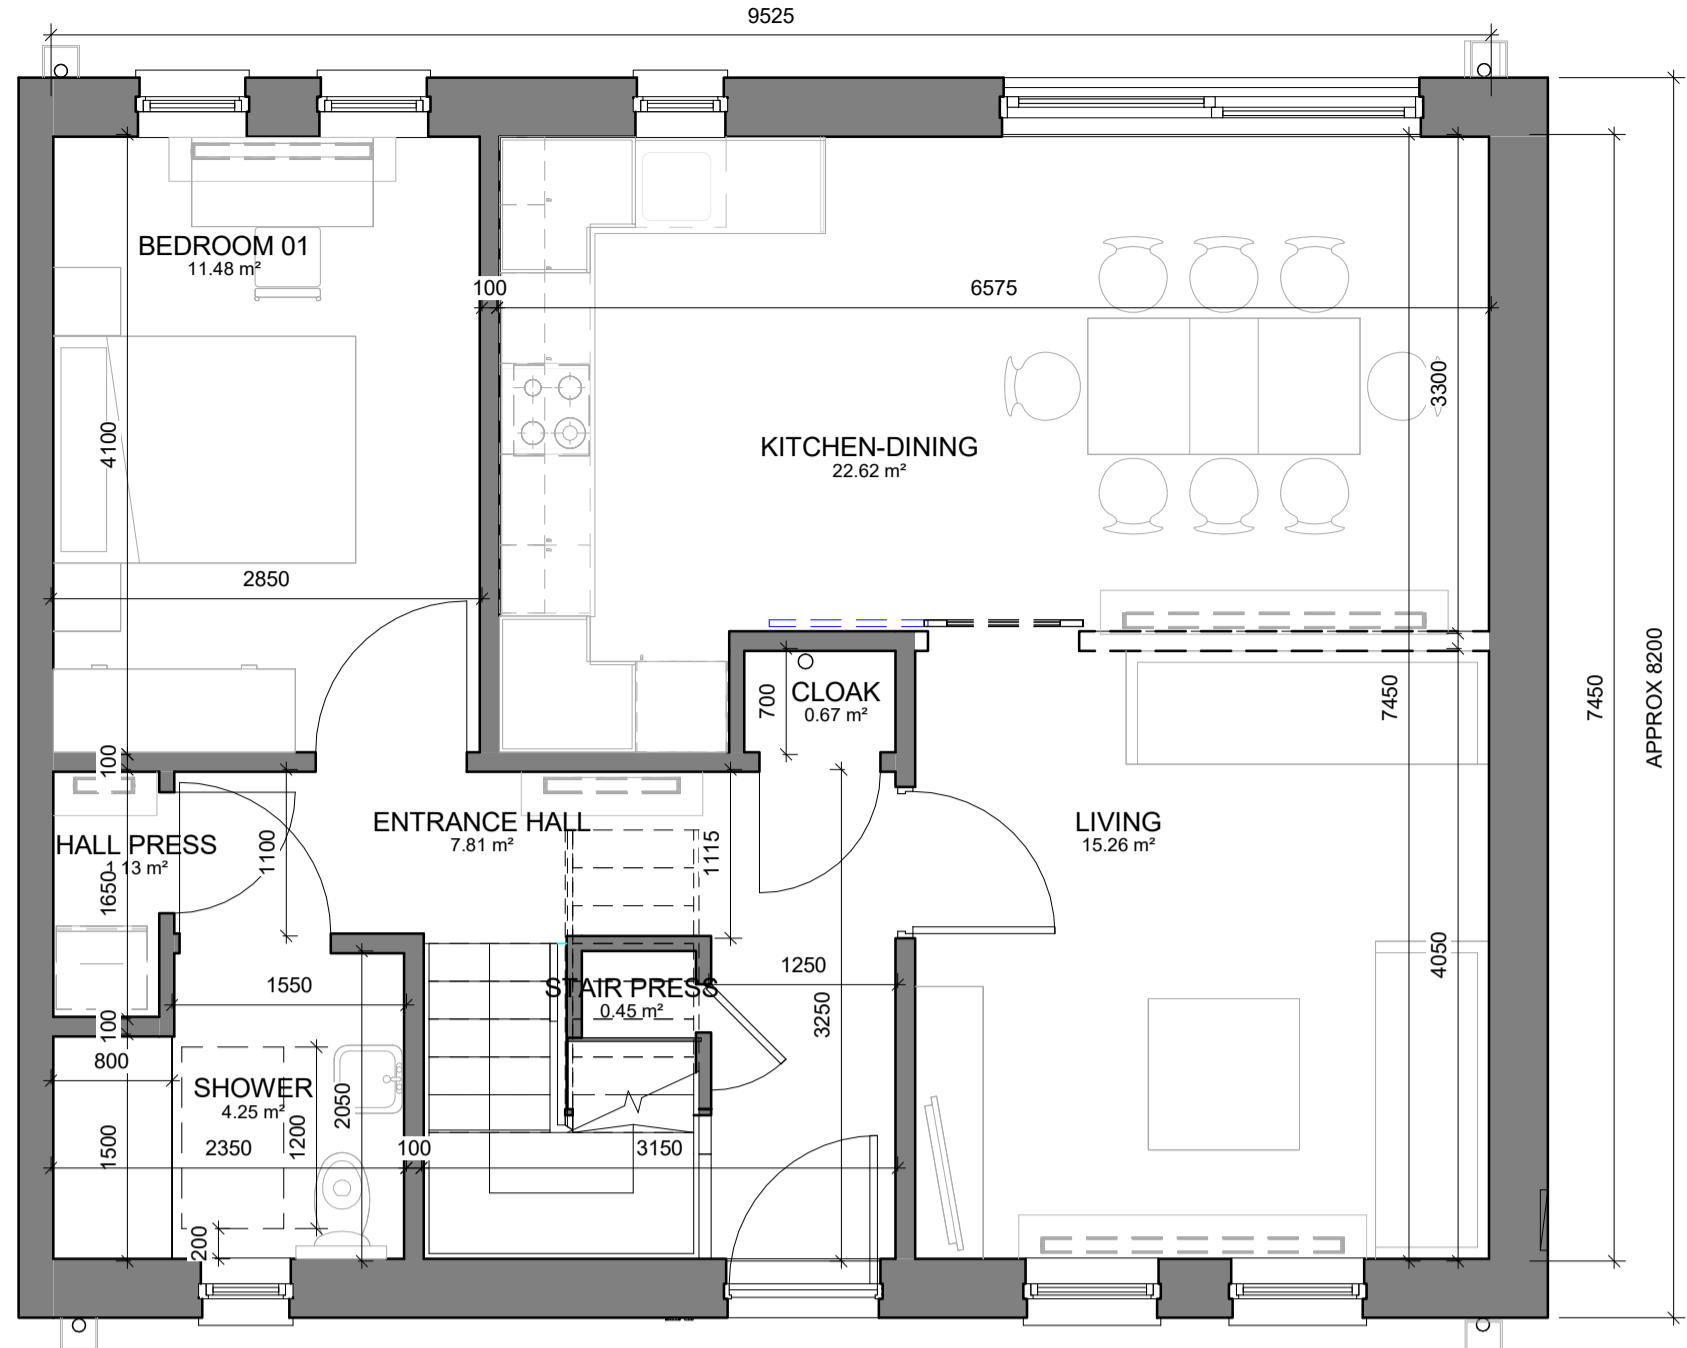 9525
BEDROOM 01
11.48 m²
100
6575
3300
4100
KITCHEN-DINING
22.62 m²
2850
APPROX 8200
7450
7450
700
CLOAK
0.67 m²
100
ENTRANCE HALL
7.81 m²
LIVING
15.26 m²
HALL PRESS
1.13 m²
1100
1115
1650
4050
1250
1550
STAIR PRESS
0.45 m²
3250
100
800
SHOWER
4.25 m²
2050
1200
1500
2350
100
3150
200